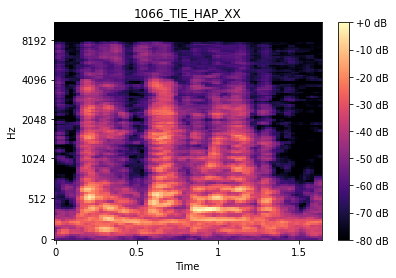 1066_TIE_HAP_XX
+0 dB
8192
-10 dB
4096
-20 dB
-30 dB
2048
Hz
-40 dB
1024
-50 dB
512
-60 dB
-70 dB
0
-80 dB
0
0.5
1
1.5
Time